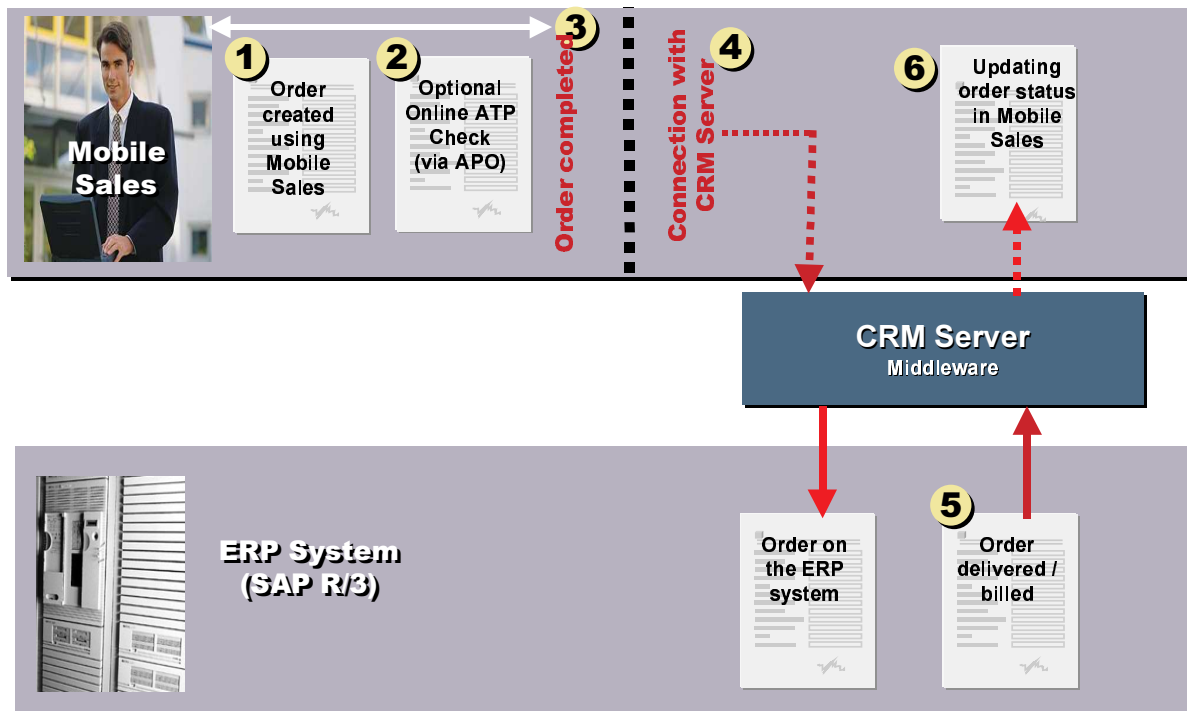 Mobile
Sales
1
Order
created
using
Mobile
Sales
2
Optional
Online ATP
Check
(via APO)
3
Order completed
Connection with
CRM Server
4
6
Updating
order status
in Mobile
Sales
CRM Server
Middleware
ERP System
(SAP R/3)
Order on
the ERP
system
5
Order
delivered /
billed